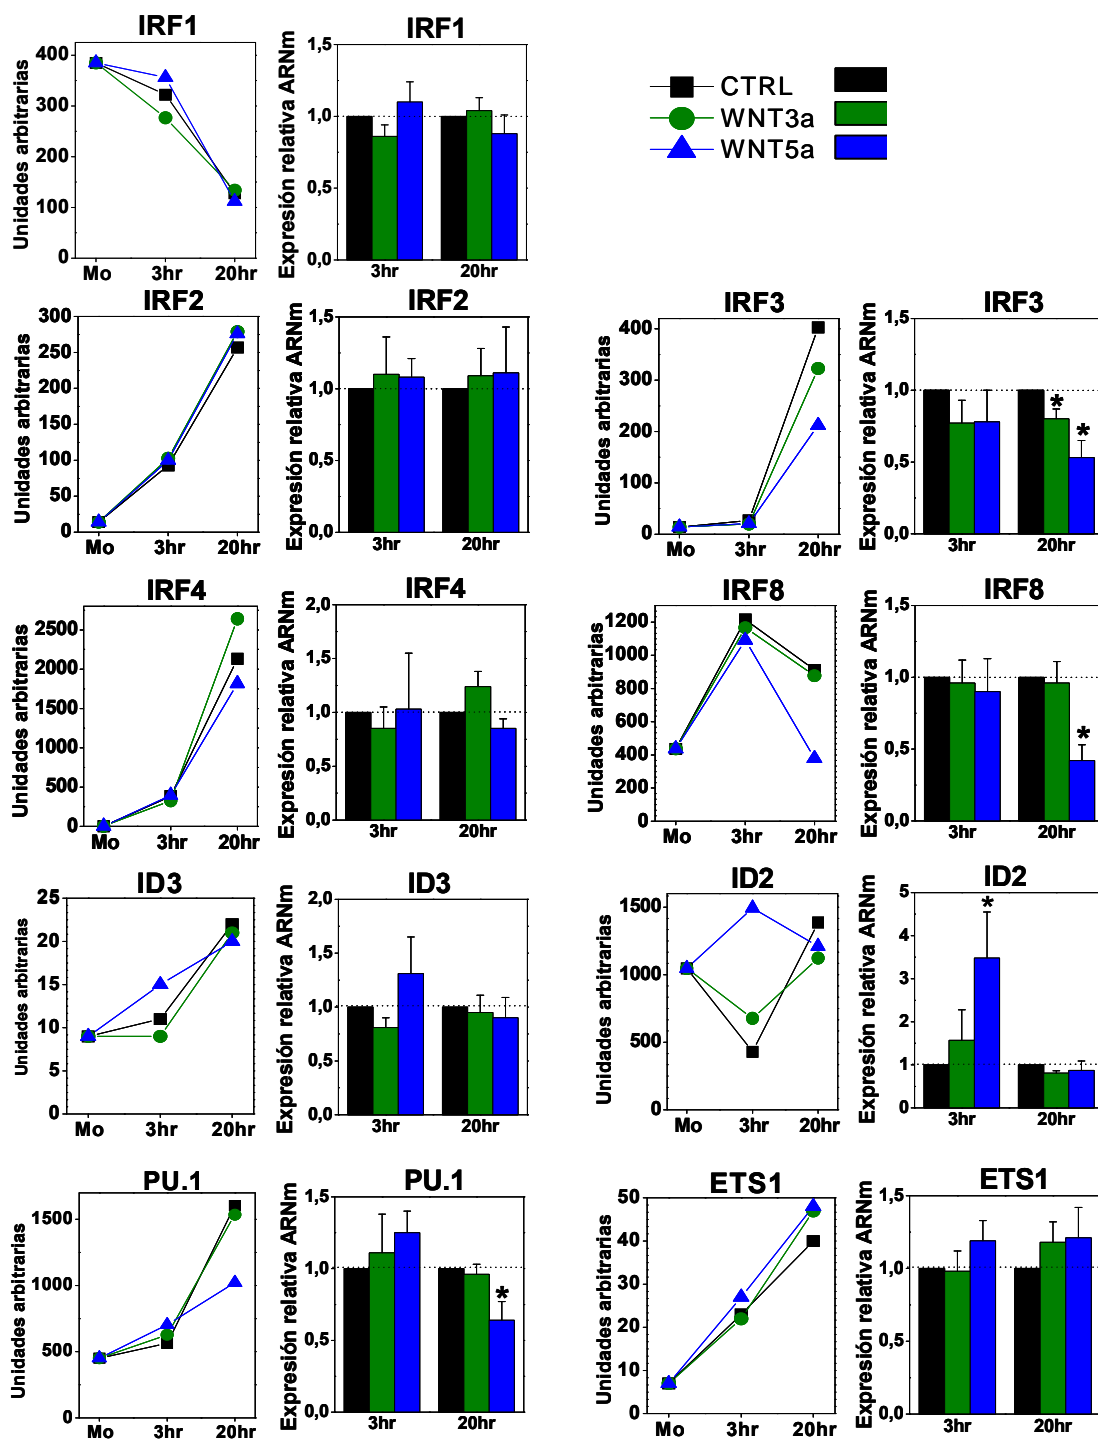 IRF1
Unidades arbitrarias
400
300
200
100
0
Mo 3hr 20hr
IRF1
Expresión relativa ARNm
1,5
1,0
0,5
0,0
3hr 20hr
CTRL
WNT3a
WNT5a
IRF2
Unidades arbitrarias
300
250
200
150
100
50
0
Mo 3hr 20hr
IRF2
Expresión relativa ARNm
1,5
1,0
0,5
0,0
3hr 20hr
IRF3
Unidades arbitrarias
400
300
200
100
0
Mo 3hr 20hr
IRF3
Expresión relativa ARNm
1,5
1,0
0,5
0,0
* *
3hr 20hr
IRF4
Unidades arbitrarias
2500
2000
1500
1000
500
0
Mo 3hr 20hr
IRF4
Expresión relativa ARNm
2,0
1,5
1,0
0,5
0,0
3hr 20hr
IRF8
Unidades arbitrarias
1200
1000
800
600
400
200
0
Mo 3hr 20hr
IRF8
Expresión relativa ARNm
1,5
1,0
0,5
0,0
*
3hr 20hr
ID3
Unidades arbitrarias
25
20
15
10
5
0
Mo 3hr 20hr
ID3
Expresión relativa ARNm
2,0
1,5
1,0
0,5
0,0
3hr 20hr
ID2
Unidades arbitrarias
1500
1000
500
0
Mo 3hr 20hr
ID2
Expresión relativa ARNm
5
4
3
2
1
0
*
3hr 20hr
PU.1
Unidades arbitrarias
1500
1000
500
0
Mo 3hr 20hr
PU.1
Expresión relativa ARNm
1,5
1,0
0,5
0,0
*
3hr 20hr
ETS1
Unidades arbitrarias
50
40
30
20
10
0
Mo 3hr 20hr
ETS1
Expresión relativa ARNm
1,5
1,0
0,5
0,0
3hr 20hr